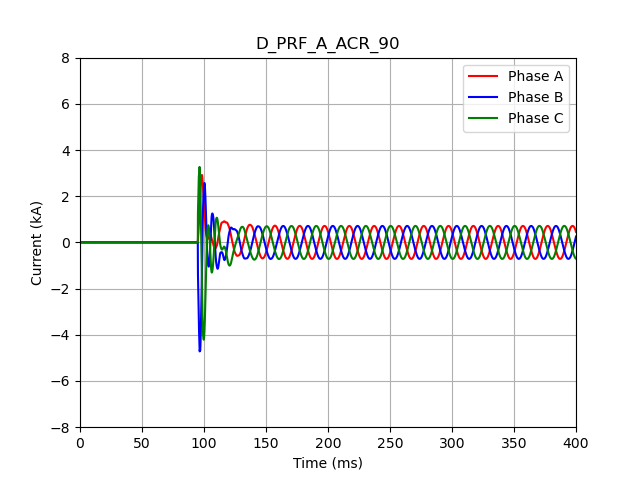 D_PRF_A_ACR_90
Phase A
Phase B
Phase C
8
6
4
2
0
−2
−4
−6
−8
Current (kA)
0 50 100 150 200 250 300 350 400
Time (ms)